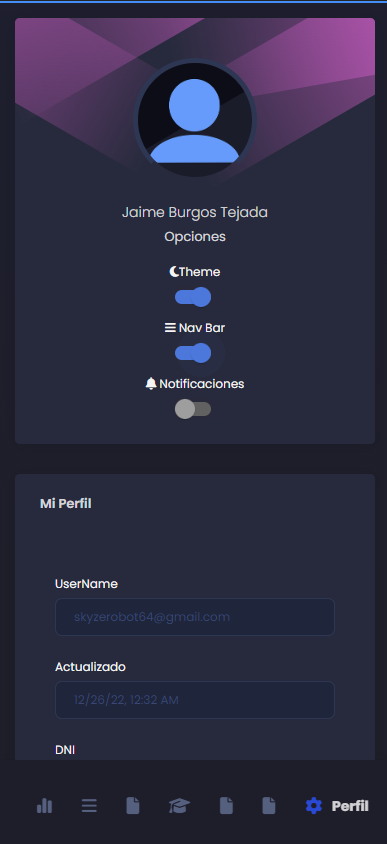 Jaime Burgos Tejada
Opciones
Theme
Nav Bar
Notificaciones
Mi Perfil
UserName
skyzerobot64@gmail.com
Actualizado
12/26/22, 12:32 AM
DNI
Perfil